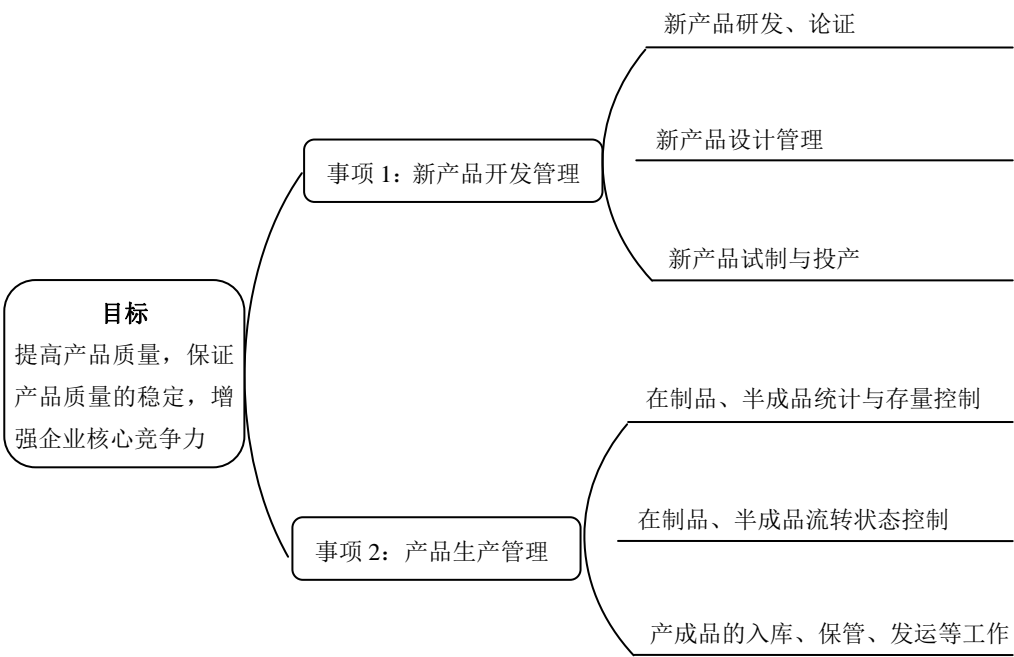 新产品研发、论证
新产品设计管理
事项 1：新产品开发管理
新产品试制与投产
目标
提高产品质量，保证
产品质量的稳定，增
强企业核心竞争力
在制品、半成品统计与存量控制
在制品、半成品流转状态控制
事项 2：产品生产管理
产成品的入库、保管、发运等工作